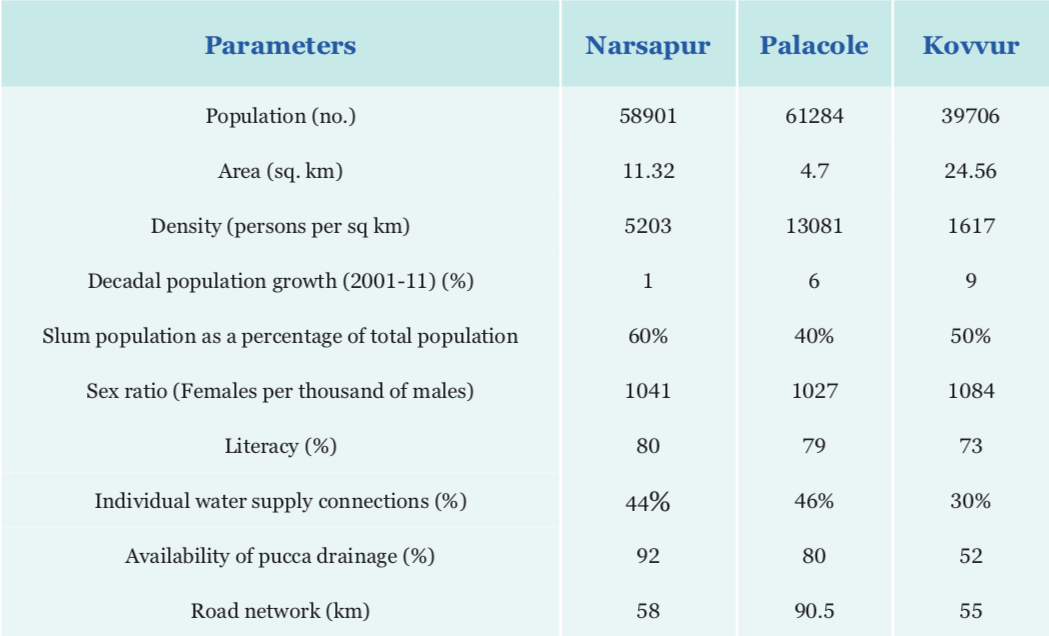 Parameters Narsapur Palacole Kovvur
Population (no.) 58901 61284 39706
Area (sq. km) 11.32 4.7 24.56
Density (persons per sq km) 5203 13081 1617
Decadal population growth (2001-11) (%) 1 6 9
Slum population as a percentage of total population 60% 40% 50%
Sex ratio (Females per thousand of males) 1041 1027 1084
Literacy (%) 80 79 73
Individual water supply connections (%) 44% 46% 30%
Availability of pucca drainage (%) 92 80 52
Road network (km) 58 90.5 55